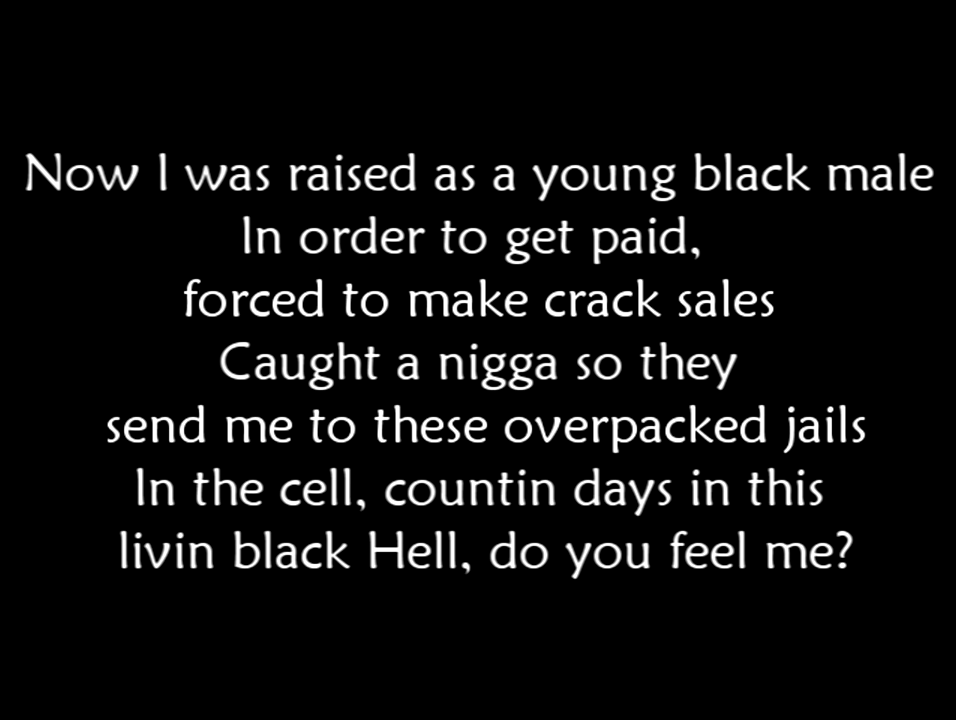 Now I was raised as a young black male
In order to get paid,
forced to make crack sales
Caught a nigga so they
send me to these overpacked jails
In the cell, countin days in this
livin black Hell, do you feel me?